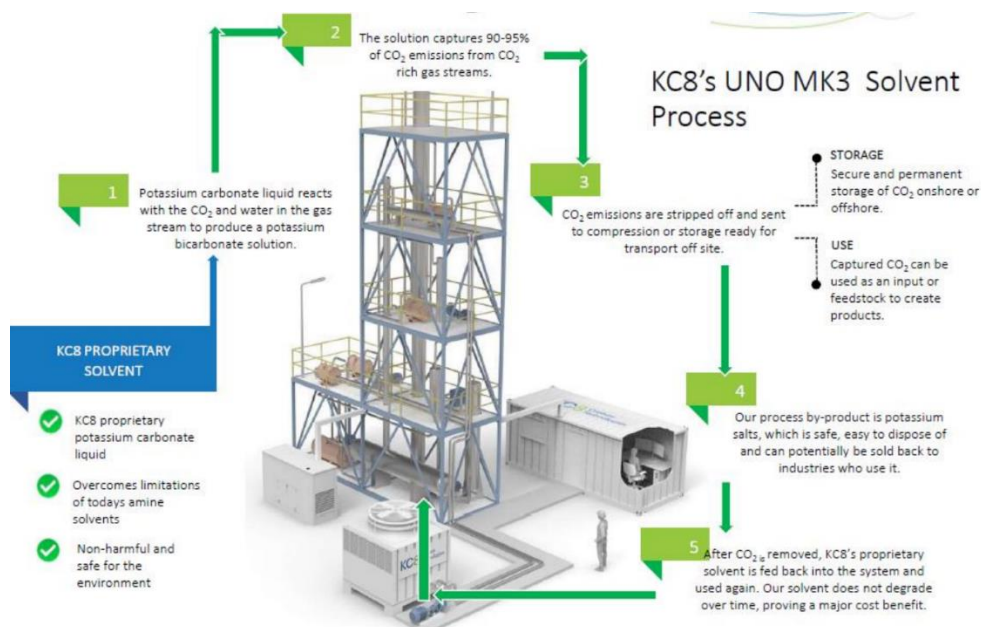 KC8's UNO MK3 Solvent
Process
1
Potassium carbonate liquid reacts
with the CO₂ and water in the gas
stream to produce a potassium
bicarbonate solution.
2
The solution captures 90-95%
of CO₂ emissions from CO₂
rich gas streams.
3
CO₂ emissions are stripped off and sent
to compression or storage ready for
transport off site.
STORAGE
Secure and permanent
storage of CO₂ onshore or
offshore.
USE
Captured CO₂ can be
used as an input or
feedstock to create
products.
KC8 PROPRIETARY
SOLVENT
KC8 proprietary
potassium carbonate
liquid
Overcomes limitations
of todays amine
solvents
Non-harmful and
safe for the
environment
4
Our process by-product is potassium
salts, which is safe, easy to dispose of
and can potentially be sold back to
industries who use it.
5
After CO₂ is removed, KC8's proprietary
solvent is fed back into the system and
used again. Our solvent does not degrade
over time, proving a major cost benefit.
KC8